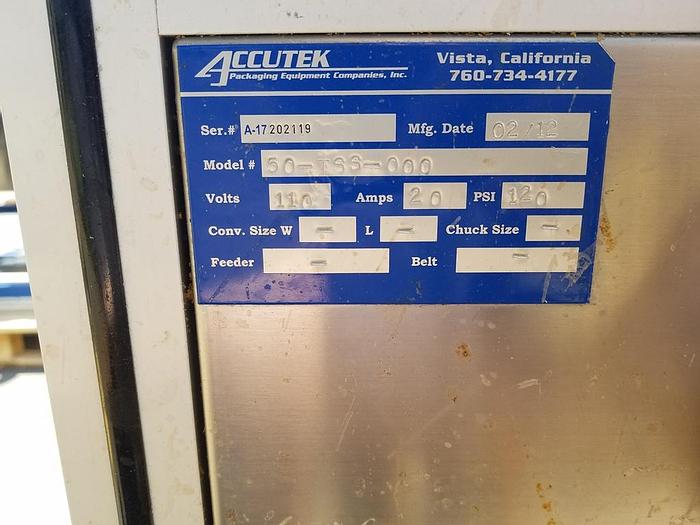 ACCUTEK
Packaging Equipment Companies, Inc.
Vista, California
760-734-4177
Ser.# A-17202119 Mfg. Date 02/12
Model # 50-TSS-000
Volts 110 Amps 20 PSI 120
Conv. Size W - L - Chuck Size -
Feeder - Belt -